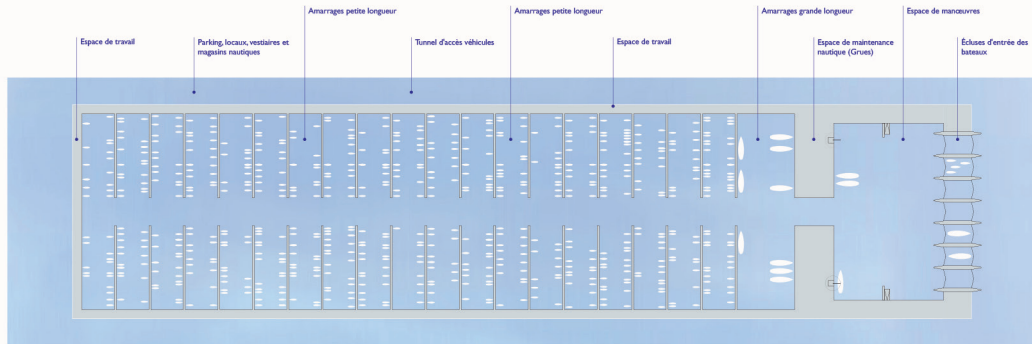 Amarrages petite longueur
Amarrages petite longueur
Amarrages grande longueur
Espace de manœuvres
Espace de travail
Parking, locaux, vestiaires et
magasins nautiques
Tunnel d'accès véhicules
Espace de travail
Espace de maintenance
nautique (Grues)
Écluses d'entrée des
bateaux